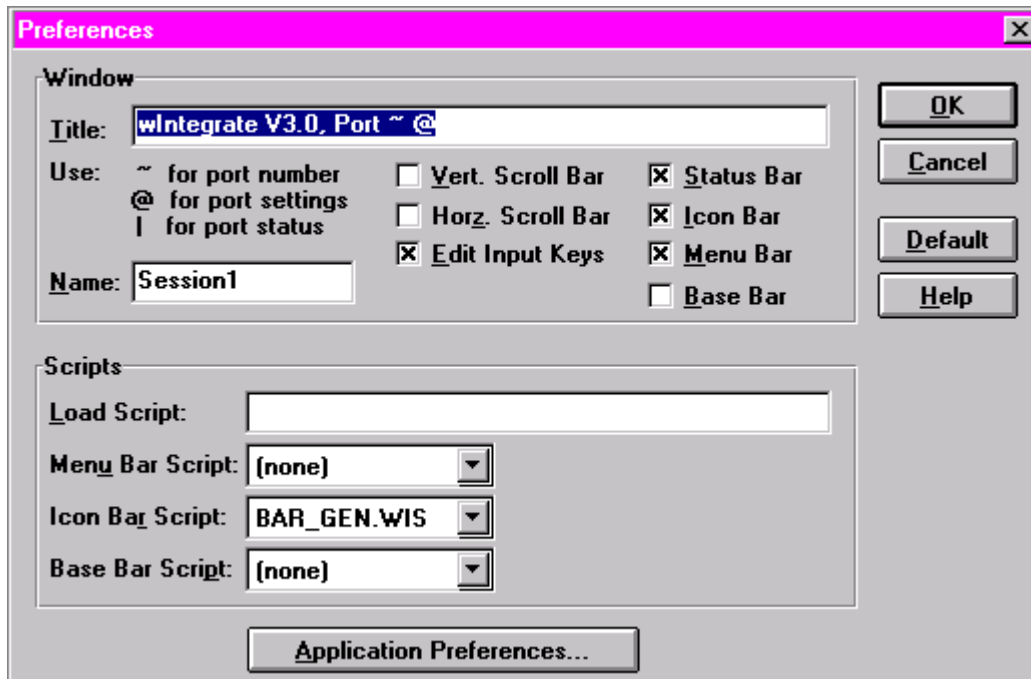 Preferences
Window
Title: wIntegrate V3.0, Port ~ @
Use: ~ for port number
@ for port settings
| for port status
Vert. Scroll Bar
Horz. Scroll Bar
Edit Input Keys
Status Bar
Icon Bar
Menu Bar
Base Bar
Name: Session1
OK
Cancel
Default
Help
Scripts
Load Script:
Menu Bar Script: (none)
Icon Bar Script: BAR_GEN.WIS
Base Bar Script: (none)
Application Preferences...